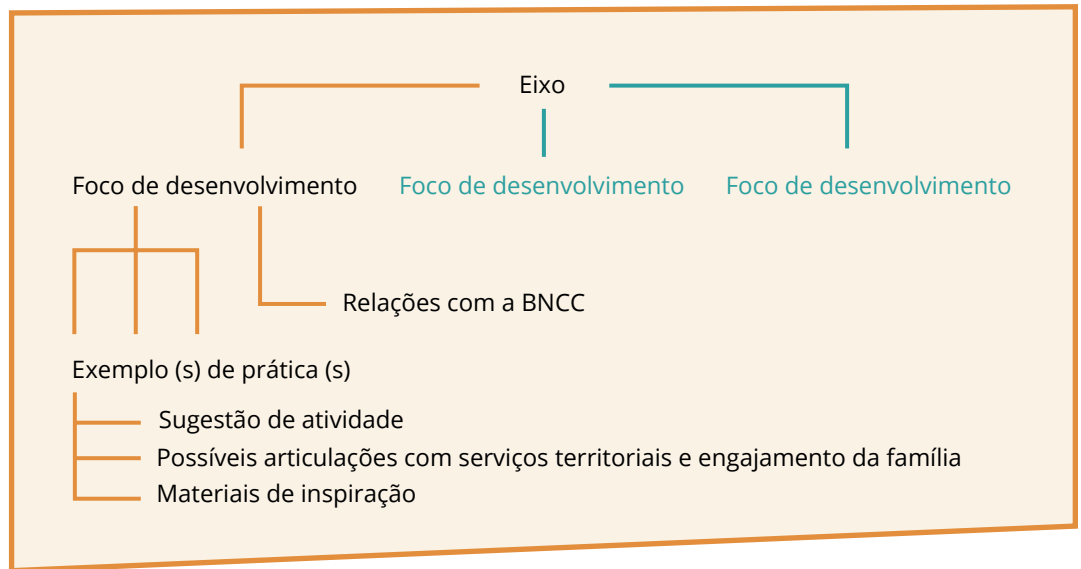 Eixo
Foco de desenvolvimento
Foco de desenvolvimento
Foco de desenvolvimento
Relações com a BNCC
Exemplo (s) de prática (s)
Sugestão de atividade
Possíveis articulações com serviços territoriais e engajamento da família
Materiais de inspiração